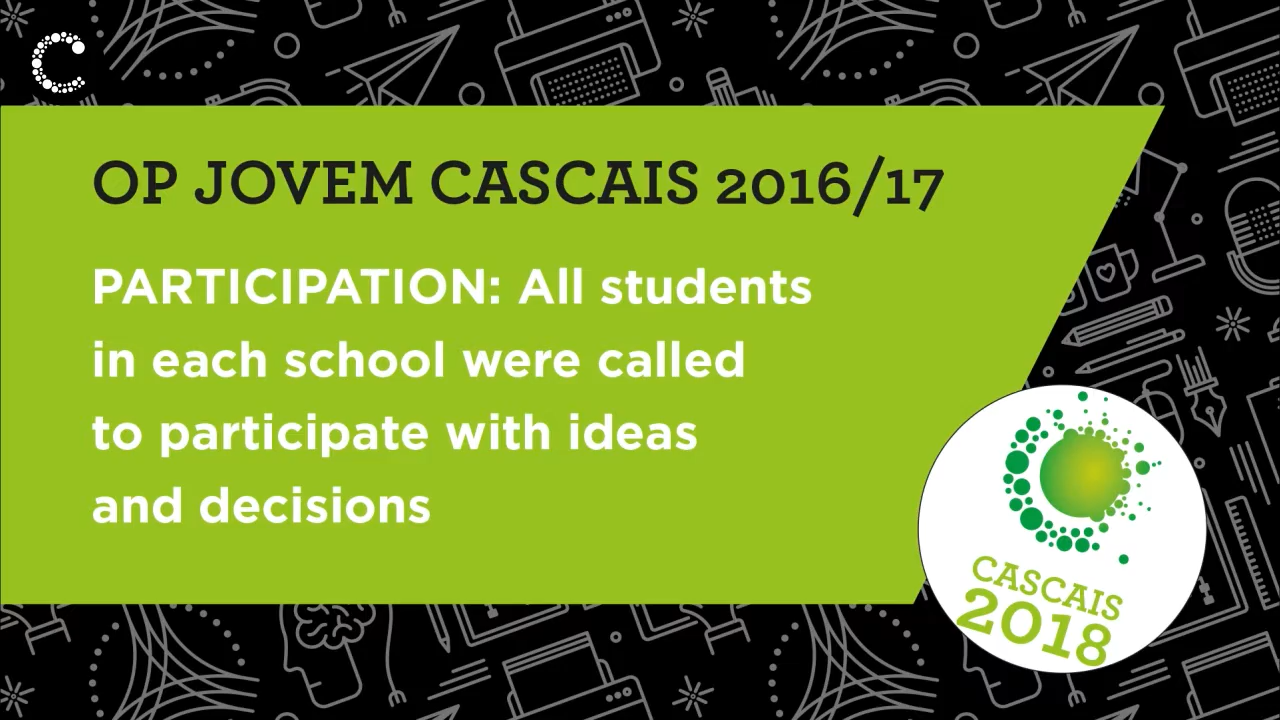 OP JOVEM CASCAIS 2016/17
PARTICIPATION: All students
in each school were called
to participate with ideas
and decisions
CASCAIS
2018